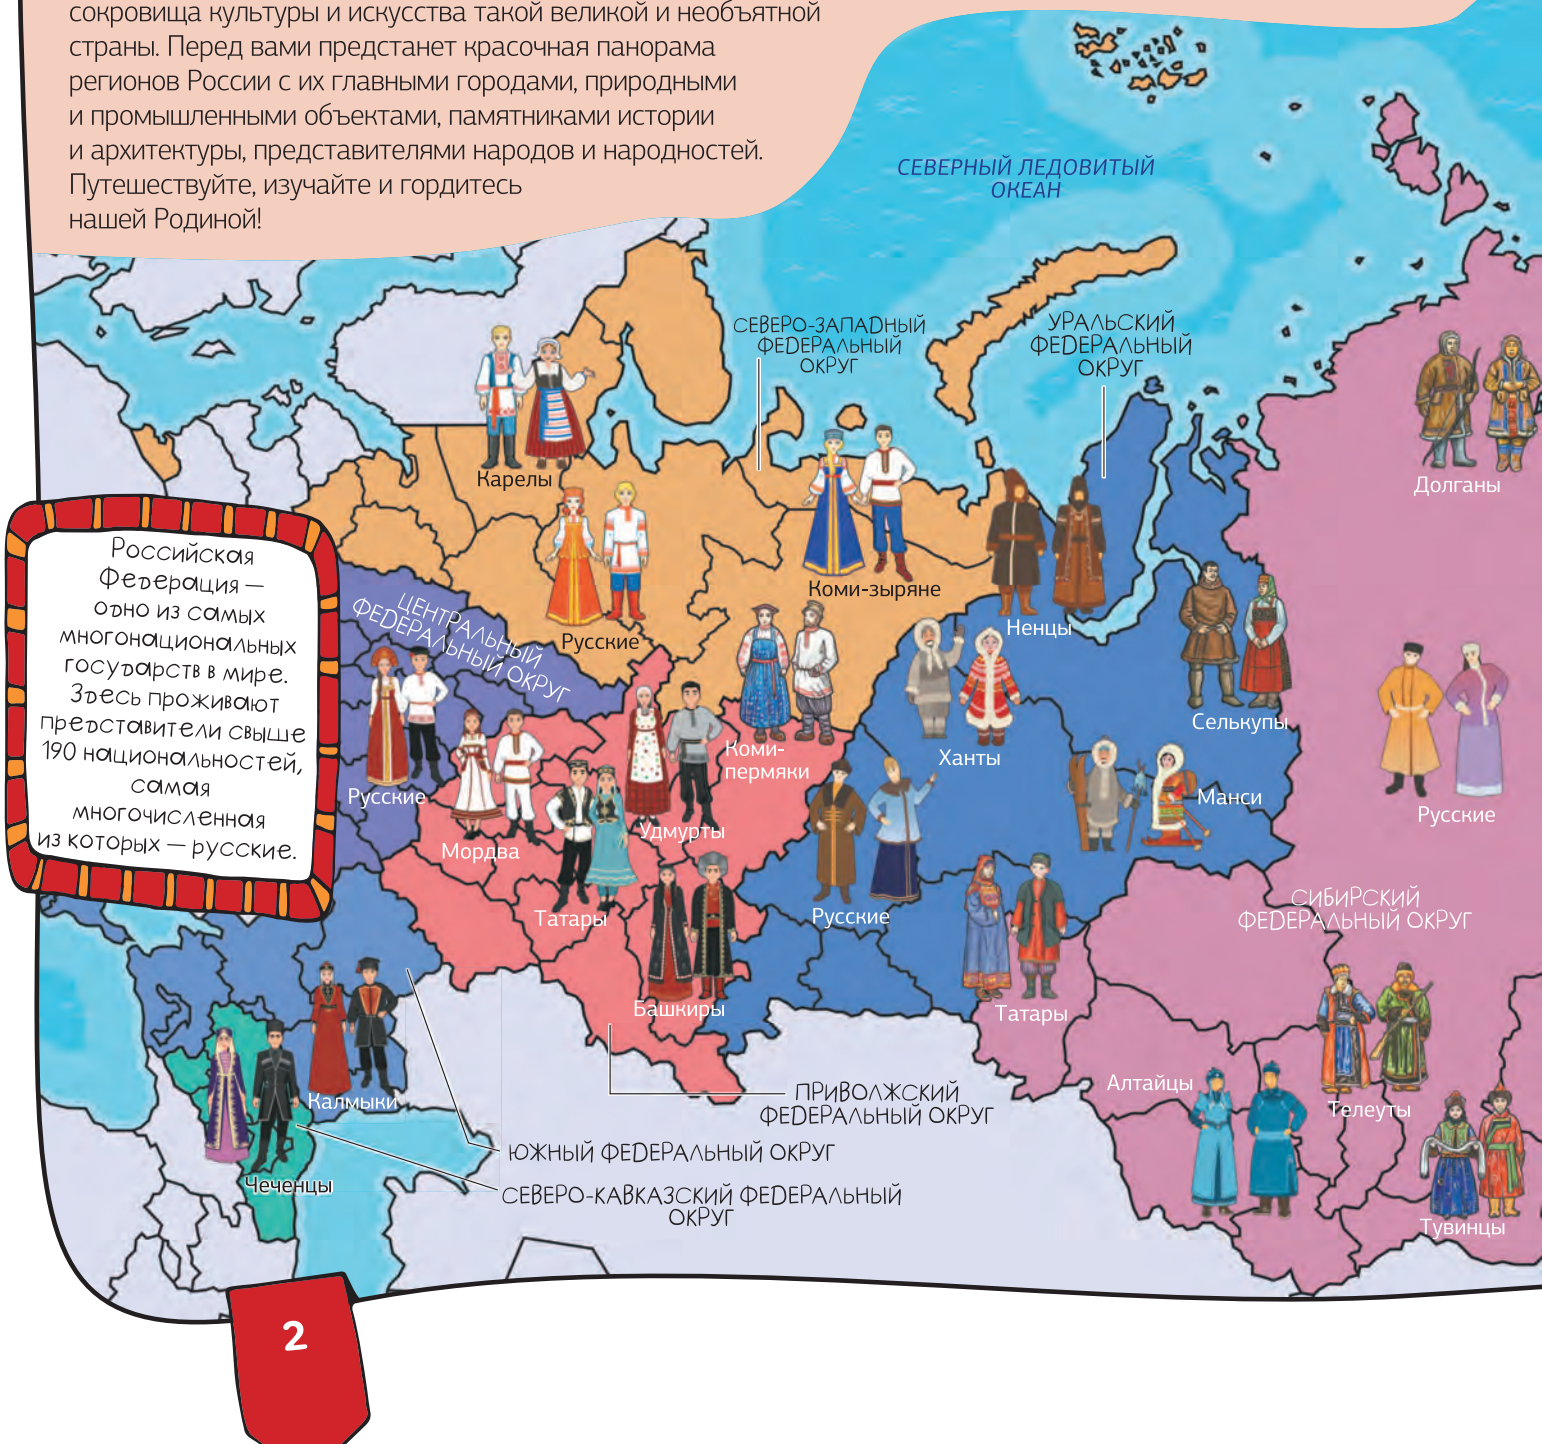 сокровища культуры и искусства такой великой и необъятной
страны. Перед вами предстанет красочная панорама
регионов России с их главными городами, природными
и промышленными объектами, памятниками истории
и архитектуры, представителями народов и народностей.
Путешествуйте, изучайте и гордитесь
нашей Родиной!
СЕВЕРНЫЙ ЛЕДОВИТЫЙ
ОКЕАН
СЕВЕРО-ЗАПАДНЫЙ
ФЕДЕРАЛЬНЫЙ
ОКРУГ
УРАЛЬСКИЙ
ФЕДЕРАЛЬНЫЙ
ОКРУГ
Карелы
Долганы
Российская
Федерация —
одно из самых
многонациональных
государств в мире.
Здесь проживают
представители свыше
190 национальностей,
самая
многочисленная
из которых — русские.
ЦЕНТРАЛЬНЫЙ
ФЕДЕРАЛЬНЫЙ ОКРУГ
Русские
Коми-зыряне
Ненцы
Селькупы
Коми-
пермяки
Ханты
Русские
Манси
Русские
Удмурты
Мордва
Татары
Русские
СИБИРСКИЙ
ФЕДЕРАЛЬНЫЙ ОКРУГ
Башкиры
Татары
Алтайцы
Телеуты
Калмыки
ПРИВОЛЖСКИЙ
ФЕДЕРАЛЬНЫЙ ОКРУГ
ЮЖНЫЙ ФЕДЕРАЛЬНЫЙ ОКРУГ
Чеченцы
СЕВЕРО-КАВКАЗСКИЙ ФЕДЕРАЛЬНЫЙ
ОКРУГ
Тувинцы
2